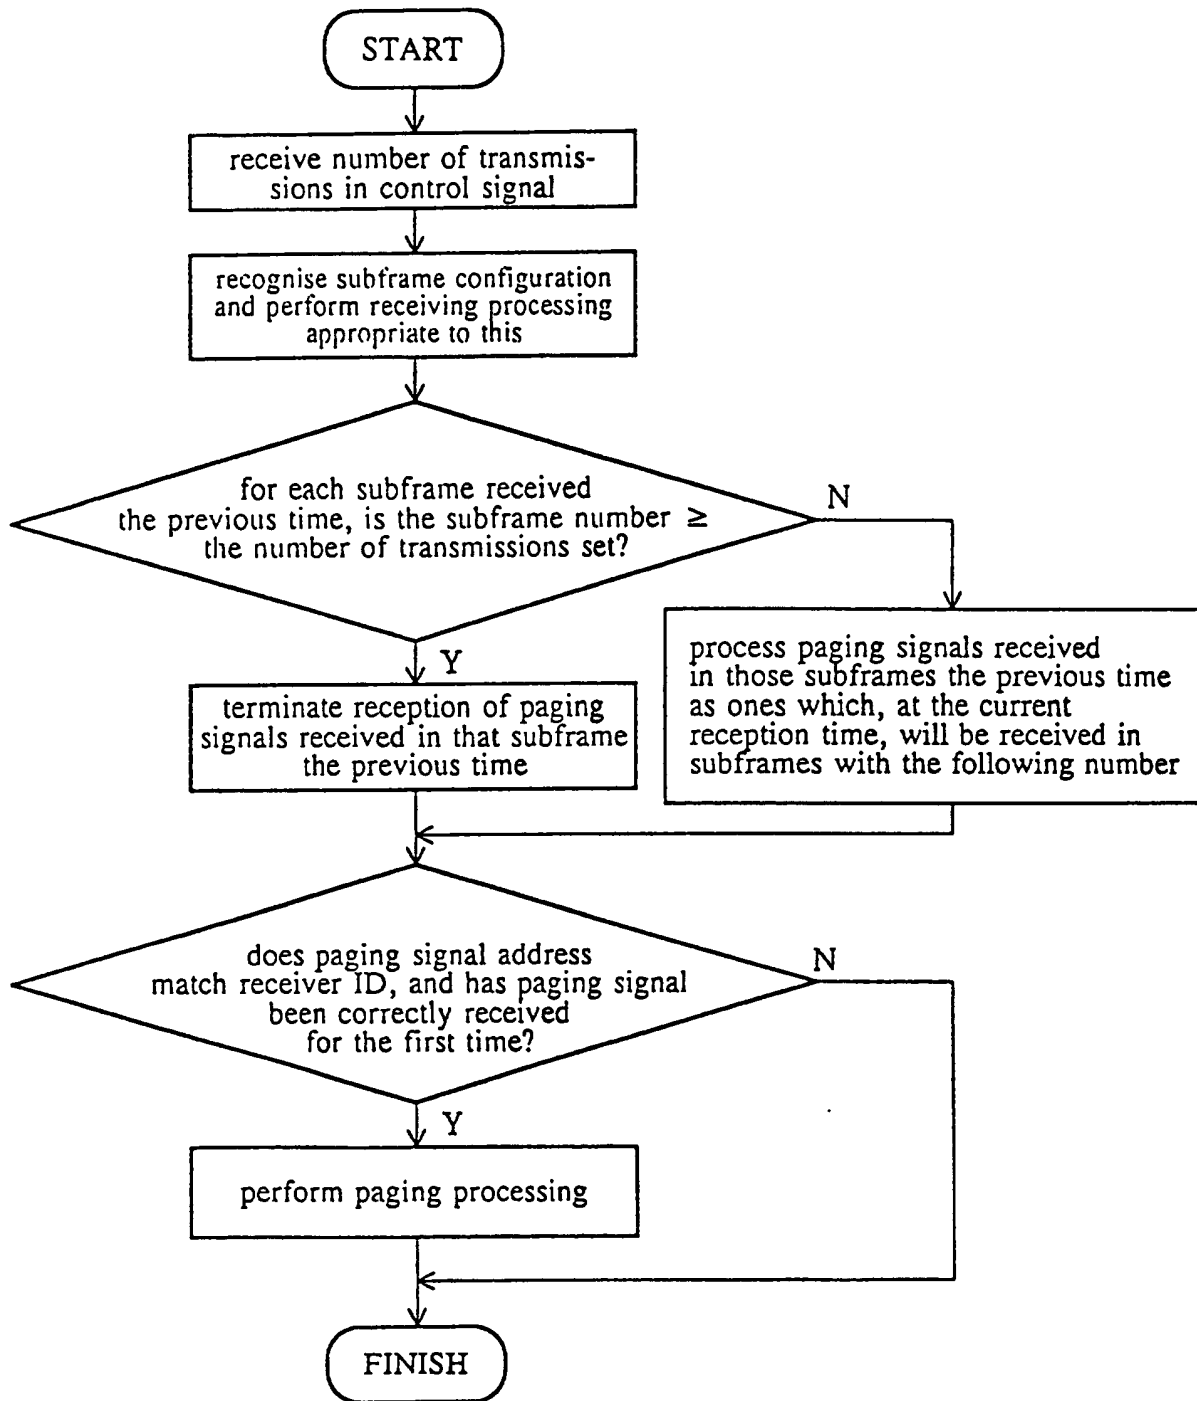 START
receive number of transmis-
sions in control signal
recognise subframe configuration
and perform receiving processing
appropriate to this
for each subframe received
the previous time, is the subframe number ≥
the number of transmissions set?
N
Y
process paging signals received
in those subframes the previous time
as ones which, at the current
reception time, will be received in
subframes with the following number
terminate reception of paging
signals received in that subframe
the previous time
does paging signal address
match receiver ID, and has paging signal
been correctly received
for the first time?
N
Y
perform paging processing
FINISH